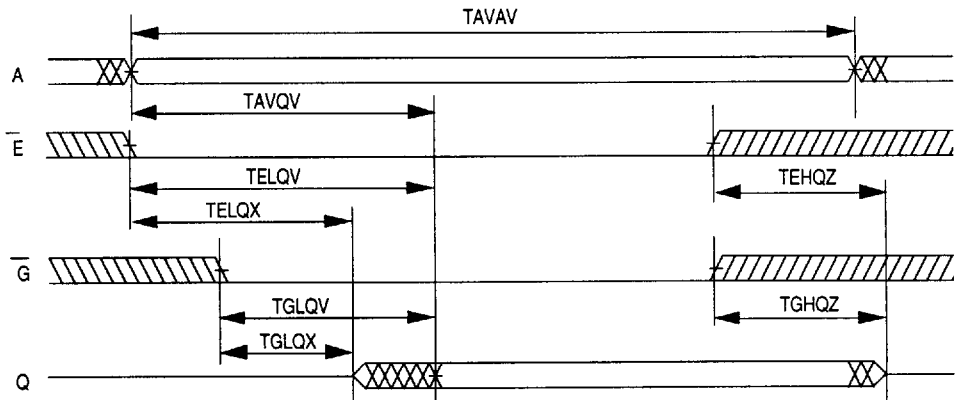 TAVAV
A
TAVQV
E̅
TELQV
TEHQZ
TELQX
G̅
TGLQV
TGHQZ
TGLQX
Q